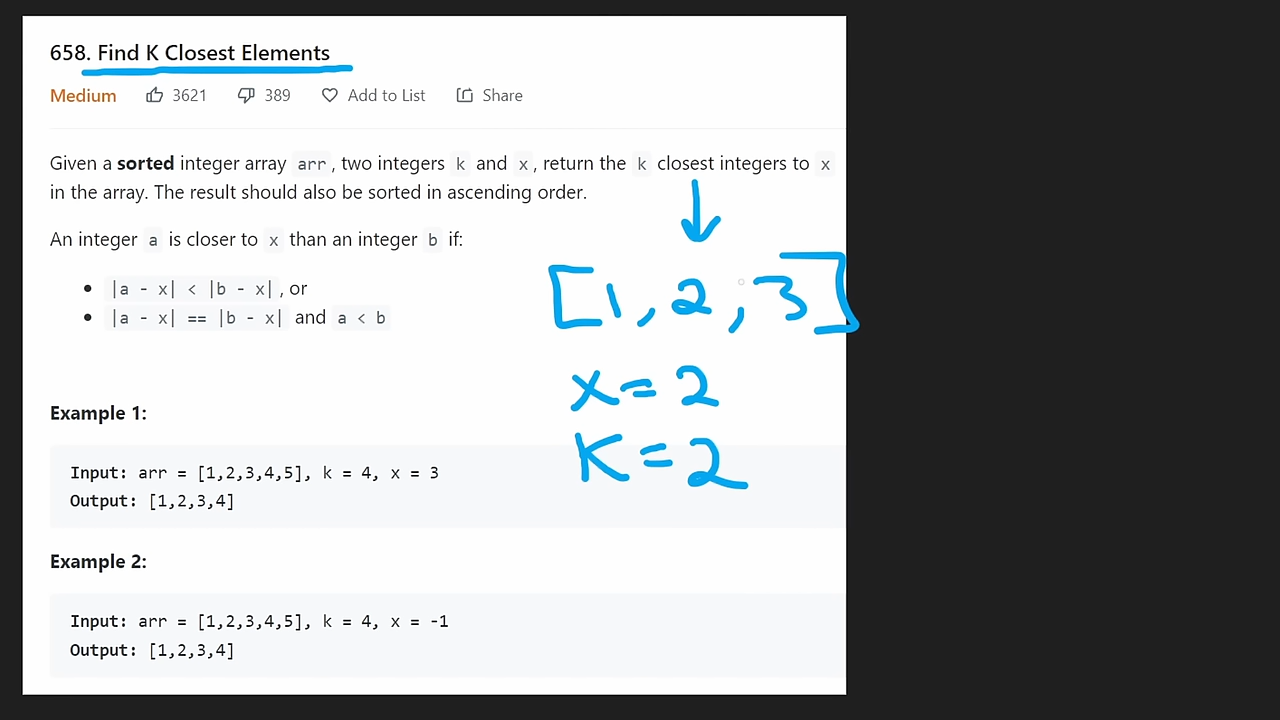 658. Find K Closest Elements
Medium 3621 389 Add to List Share
Given a sorted integer array arr, two integers k and x, return the k closest integers to x
in the array. The result should also be sorted in ascending order.
An integer a is closer to x than an integer b if:
|a - x| < |b - x|, or
|a - x| == |b - x| and a < b
[1, 2, 3]
x=2
K=2
Example 1:
Input: arr = [1,2,3,4,5], k = 4, x = 3
Output: [1,2,3,4]
Example 2:
Input: arr = [1,2,3,4,5], k = 4, x = -1
Output: [1,2,3,4]